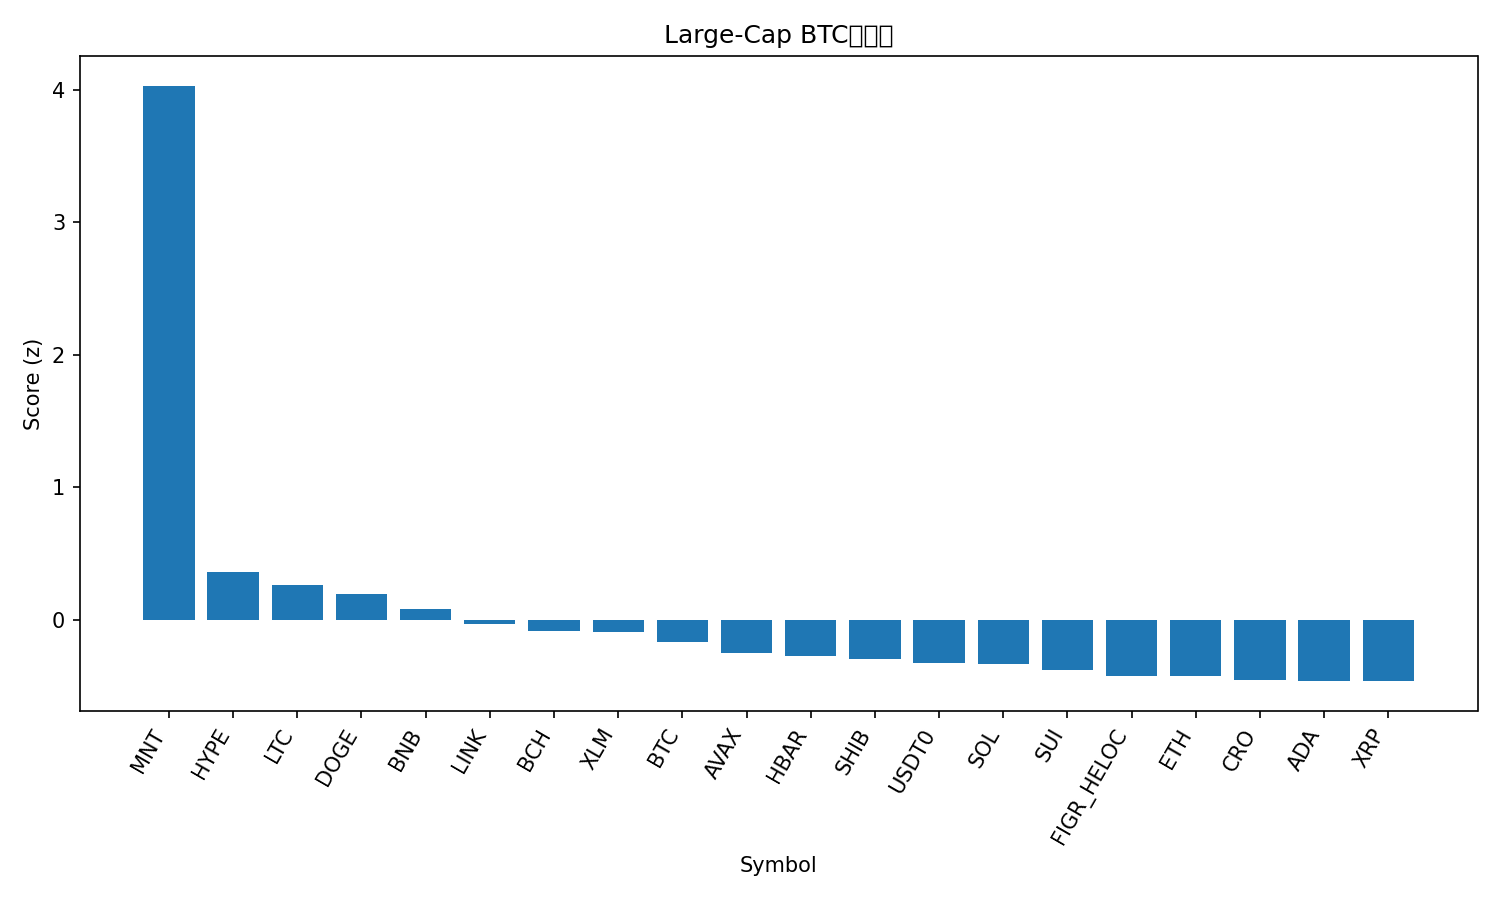 Large-Cap BTC
Score (z)
4
3
2
1
0
MNT
HYPE
LTC
DOGE
BNB
LINK
BCH
XLM
BTC
AVAX
HBAR
SHIB
USDT0
SOL
SUI
FIGR_HELOC
ETH
CRO
ADA
XRP
Symbol